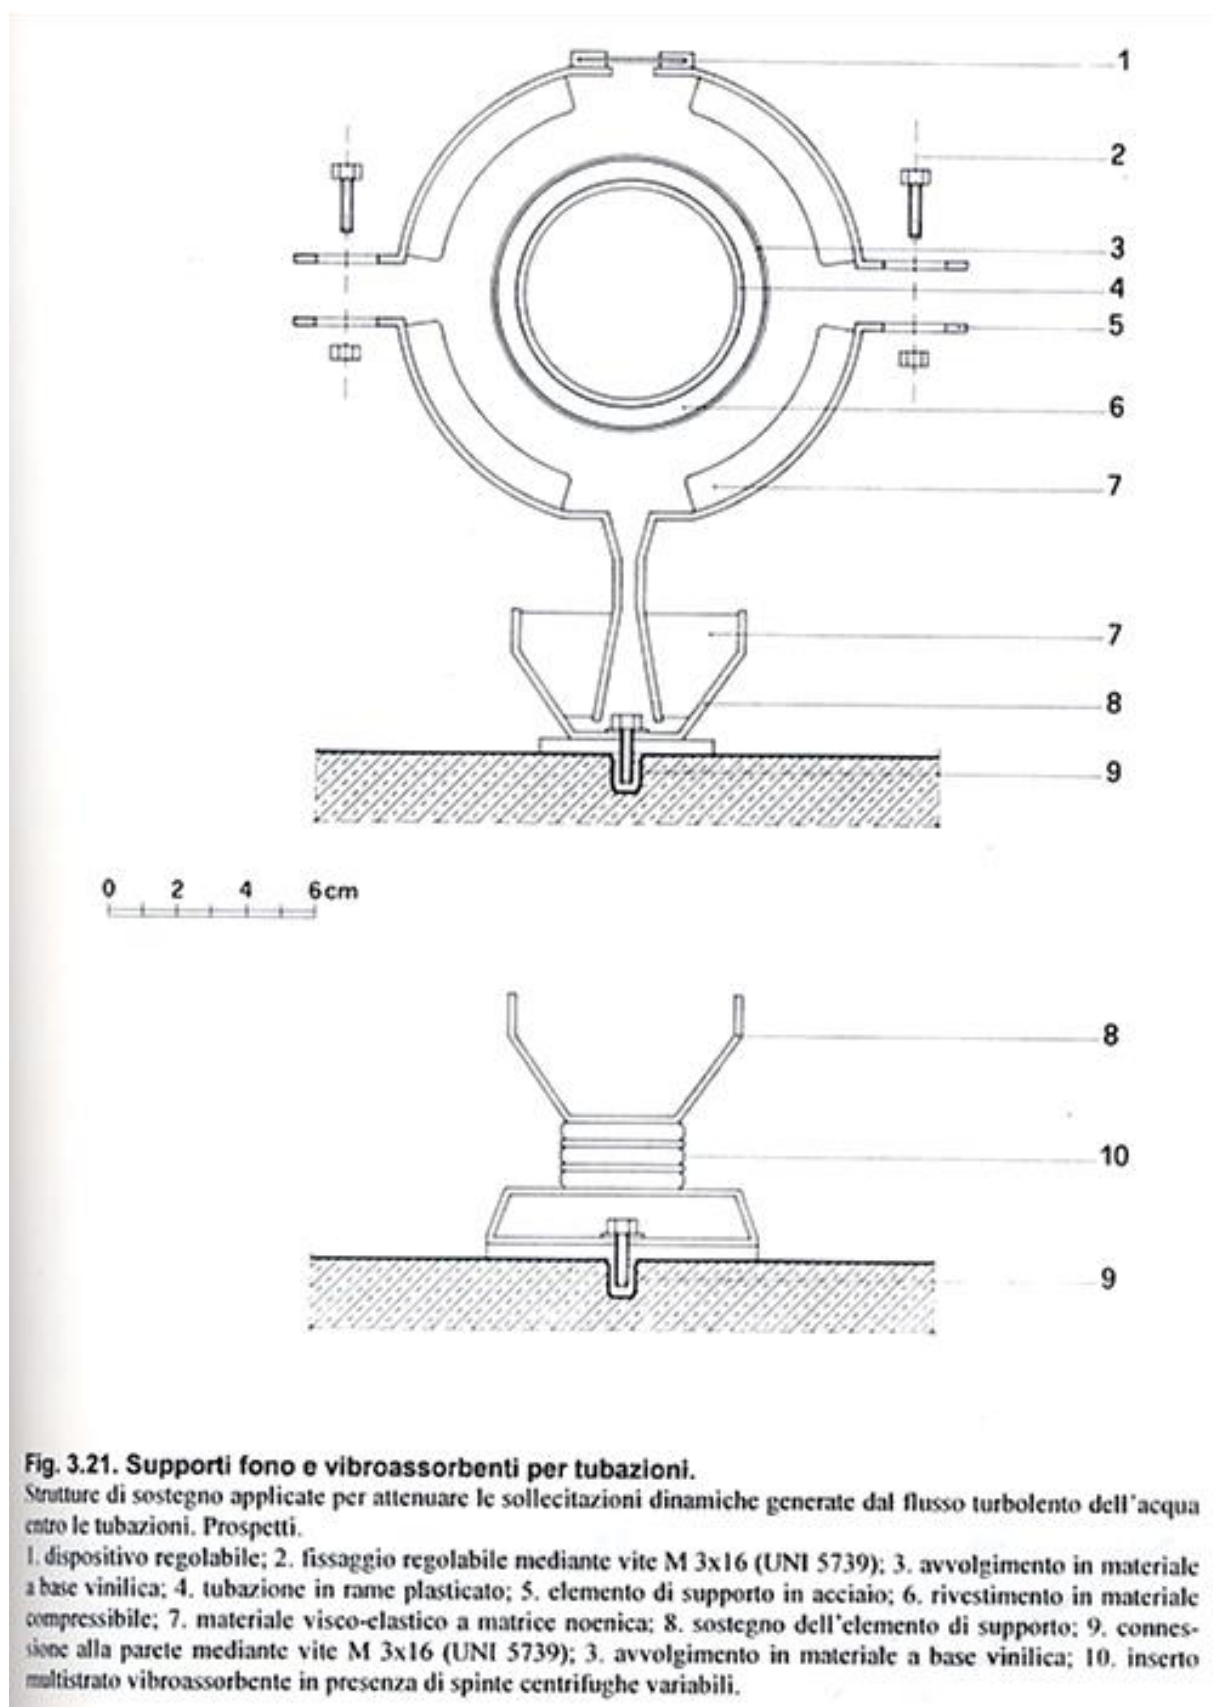 1
2
3
4
5
6
7
7
8
9
0 2 4 6cm
8
10
9
Fig. 3.21. Supporti fono e vibroassorbenti per tubazioni.
Strutture di sostegno applicate per attenuare le sollecitazioni dinamiche generate dal flusso turbolento dell'acqua
entro le tubazioni. Prospetti.
1. dispositivo regolabile; 2. fissaggio regolabile mediante vite M 3x16 (UNI 5739); 3. avvolgimento in materiale
a base vinilica; 4. tubazione in rame plasticato; 5. elemento di supporto in acciaio; 6. rivestimento in materiale
compressibile; 7. materiale visco-elastico a matrice noenica; 8. sostegno dell'elemento di supporto; 9. connes-
sione alla parete mediante vite M 3x16 (UNI 5739); 3. avvolgimento in materiale a base vinilica; 10. inserto
multistrato vibroassorbente in presenza di spinte centrifughe variabili.